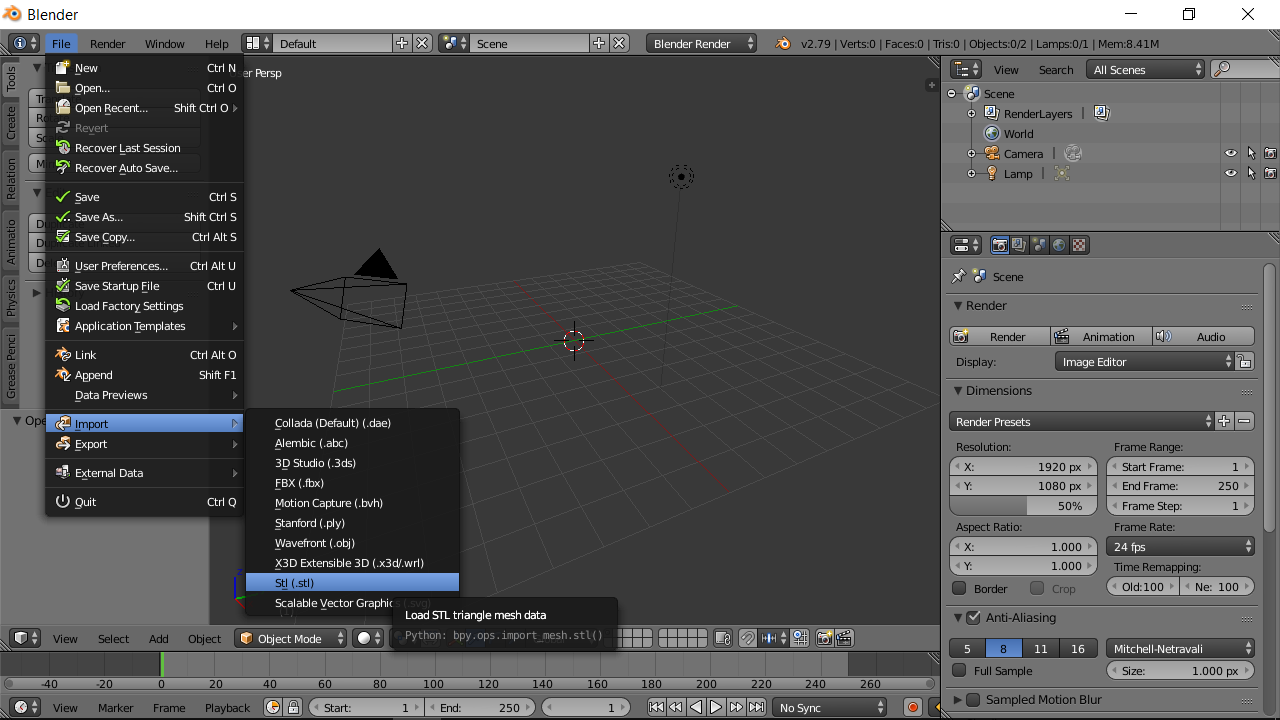 Blender
File Render Window Help Default Scene Blender Render v2.79 | Verts:0 | Faces:0 | Tris:0 | Objects:0/2 | Lamps:0/1 | Mem:8.41M
New Ctrl N
Open... Ctrl O
Open Recent... Shift Ctrl O
Revert
Recover Last Session
Recover Auto Save...
Save Ctrl S
Save As... Shift Ctrl S
Save Copy... Ctrl Alt S
User Preferences... Ctrl Alt U
Save Startup File Ctrl U
Load Factory Settings
Application Templates
Link Ctrl Alt O
Append Shift F1
Data Previews
Import
Export
External Data
Quit Ctrl Q
Tools
Create
Relation
Animatio
Physics
Grease Penci
Persp
Collada (Default) (.dae)
Alembic (.abc)
3D Studio (.3ds)
FBX (.fbx)
Motion Capture (.bvh)
Stanford (.ply)
Wavefront (.obj)
X3D Extensible 3D (.x3d/.wrl)
Stl (.stl)
Scalable Vector Graphics (.svg)
Load STL triangle mesh data
Python: bpy.ops.import_mesh.stl()
View Select Add Object Object Mode
-40 -20 0 20 40 60 80 100 120 140 160 180 200 220 240 260
View Marker Frame Playback Start: 1 End: 250 1 No Sync
View Search All Scenes
Scene
RenderLayers |
World
Camera |
Lamp |
Scene
Render
Render Animation Audio
Display: Image Editor
Dimensions
Render Presets
Resolution: Frame Range:
X: 1920 px Start Frame: 1
Y: 1080 px End Frame: 250
50% Frame Step: 1
Aspect Ratio: Frame Rate:
X: 1.000 24 fps
Y: 1.000 Time Remapping:
Border Crop Old:100 Ne: 100
Anti-Aliasing
5 8 11 16 Mitchell-Netravali
Full Sample Size: 1.000 px
Sampled Motion Blur